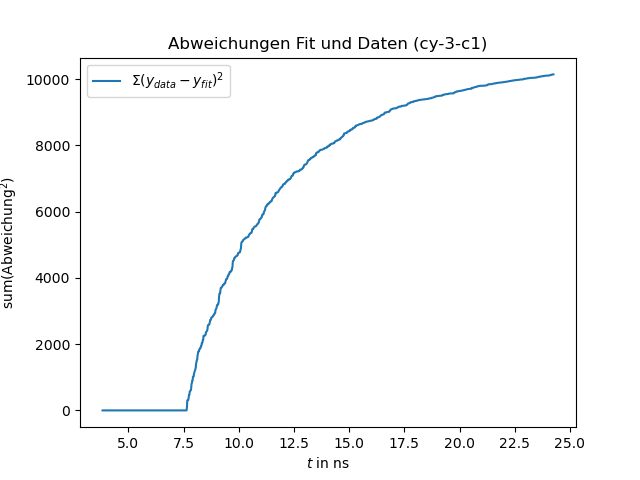 Abweichungen Fit und Daten (cy-3-c1)
Σ(y_data − y_fit)²
10000
8000
6000
4000
2000
0
sum(Abweichung²)
5.0 7.5 10.0 12.5 15.0 17.5 20.0 22.5 25.0
t in ns